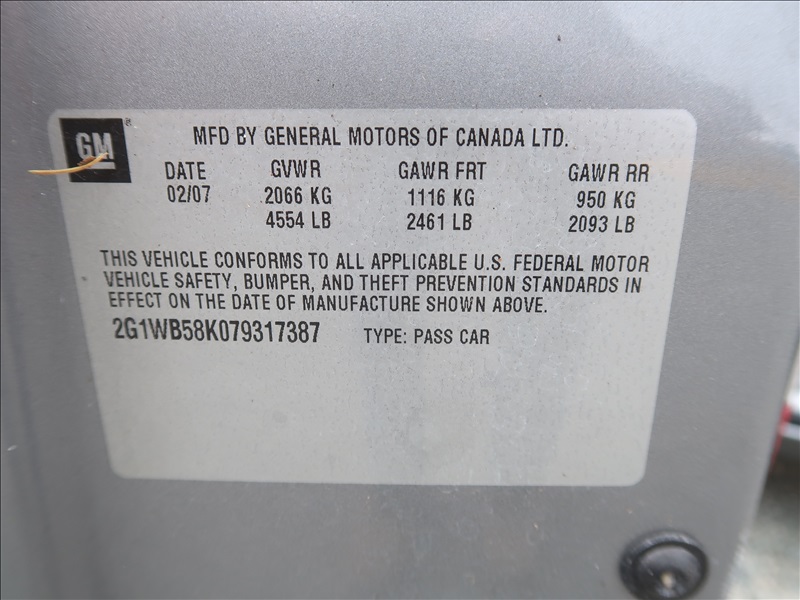 GM
MFD BY GENERAL MOTORS OF CANADA LTD.
DATE GVWR GAWR FRT GAWR RR
02/07 2066 KG 1116 KG 950 KG
4554 LB 2461 LB 2093 LB
THIS VEHICLE CONFORMS TO ALL APPLICABLE U.S. FEDERAL MOTOR
VEHICLE SAFETY, BUMPER, AND THEFT PREVENTION STANDARDS IN
EFFECT ON THE DATE OF MANUFACTURE SHOWN ABOVE.
2G1WB58K079317387 TYPE: PASS CAR